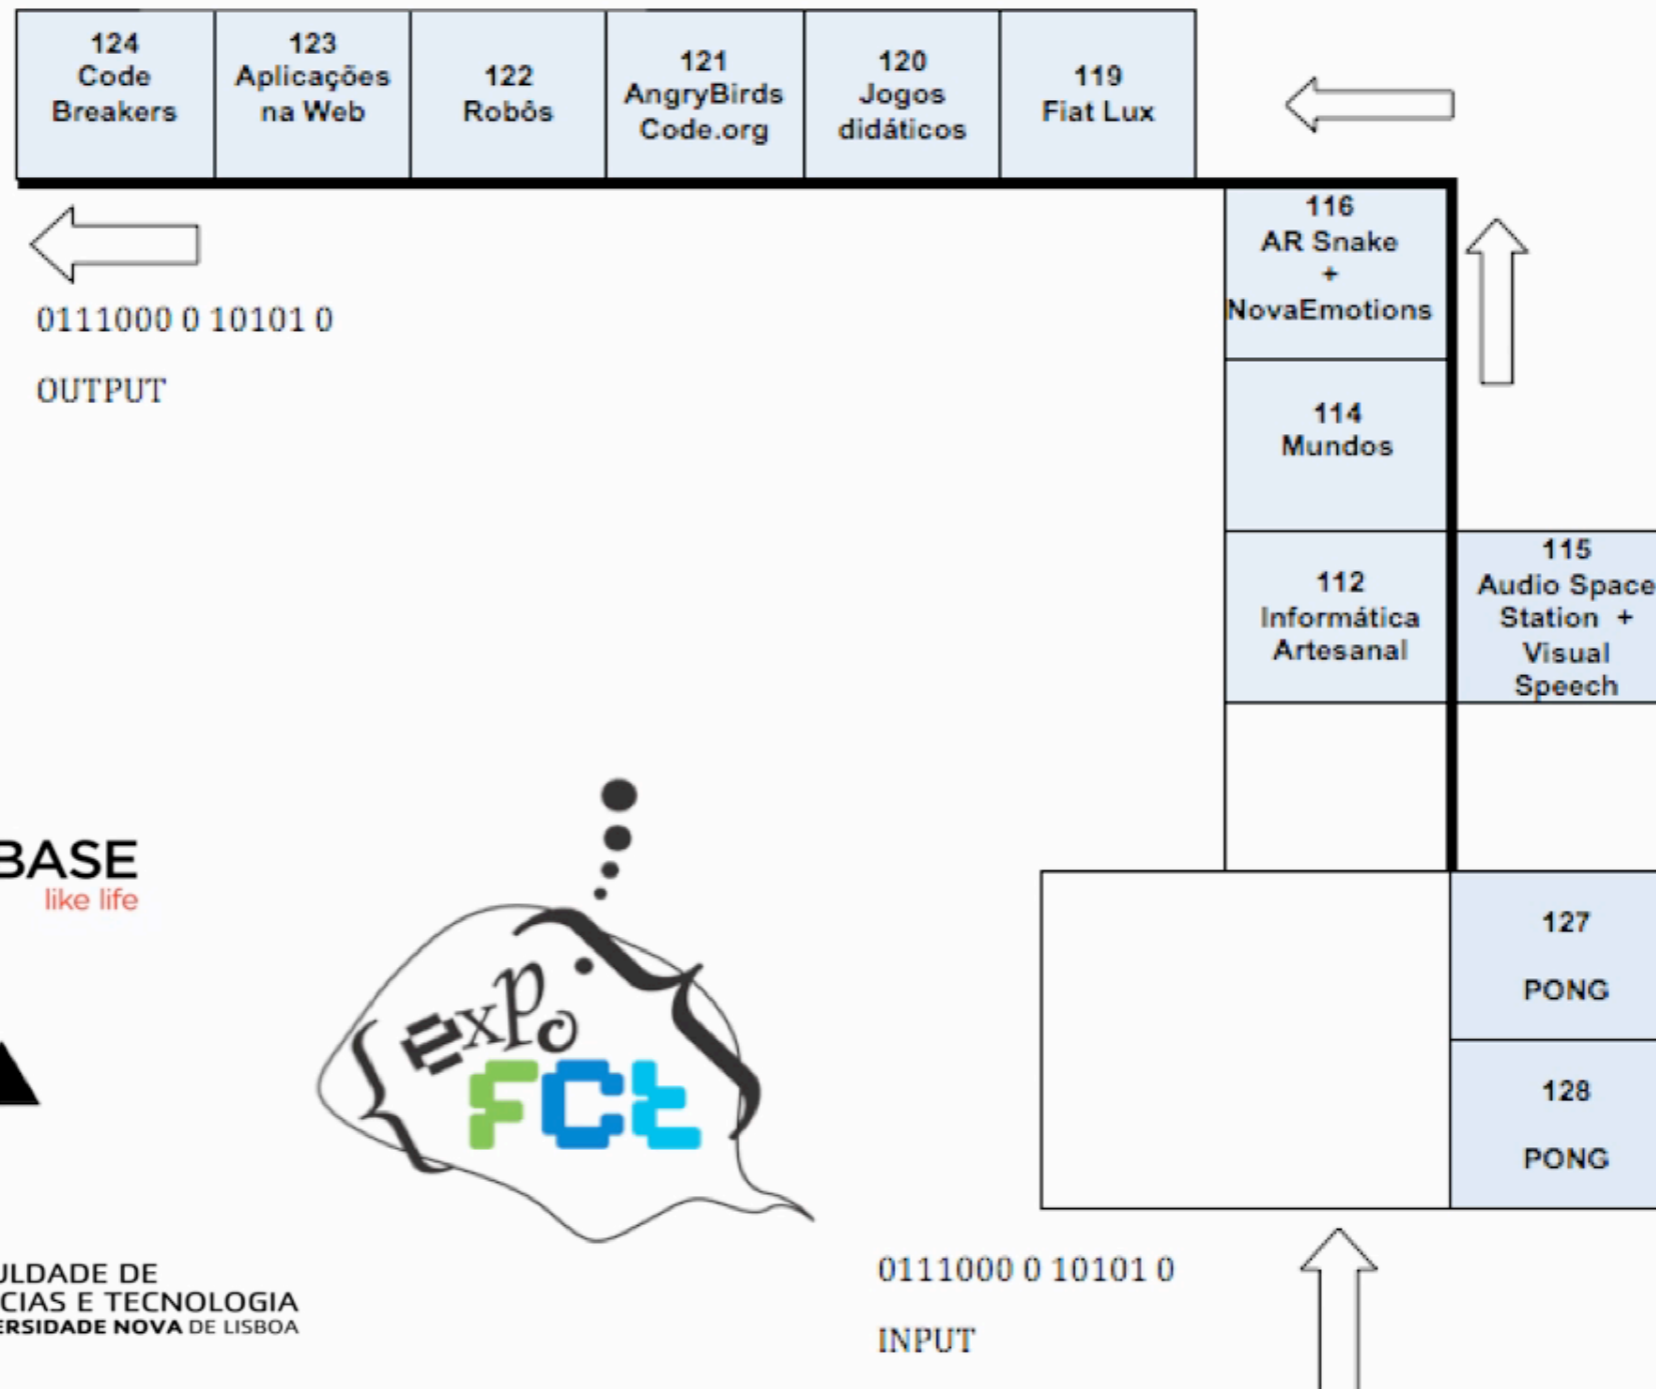 124
Code
Breakers
123
Aplicações
na Web
122
Robôs
121
AngryBirds
Code.org
120
Jogos
didáticos
119
Fiat Lux
116
AR Snake
+
NovaEmotions
0111000 0 10101 0
OUTPUT
114
Mundos
112
Informática
Artesanal
115
Audio Space
Station +
Visual
Speech
BASE
like life
127
PONG
128
PONG
Expo
FCt
ULDADE DE
CIAS E TECNOLOGIA
ERSIDADE NOVA DE LISBOA
0111000 0 10101 0
INPUT